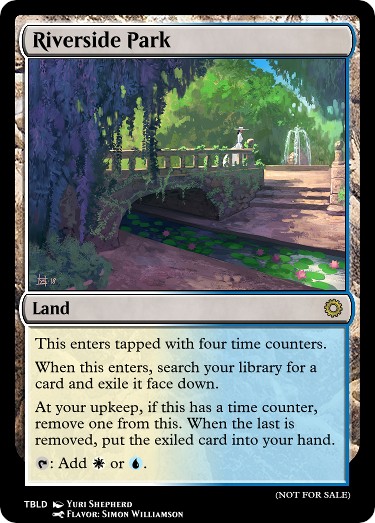 Riverside Park
Land
This enters tapped with four time counters.
When this enters, search your library for a
card and exile it face down.
At your upkeep, if this has a time counter,
remove one from this. When the last is
removed, put the exiled card into your hand.
: Add or .
(NOT FOR SALE)
TBLD Yuri Shepherd
Flavor: Simon Williamson